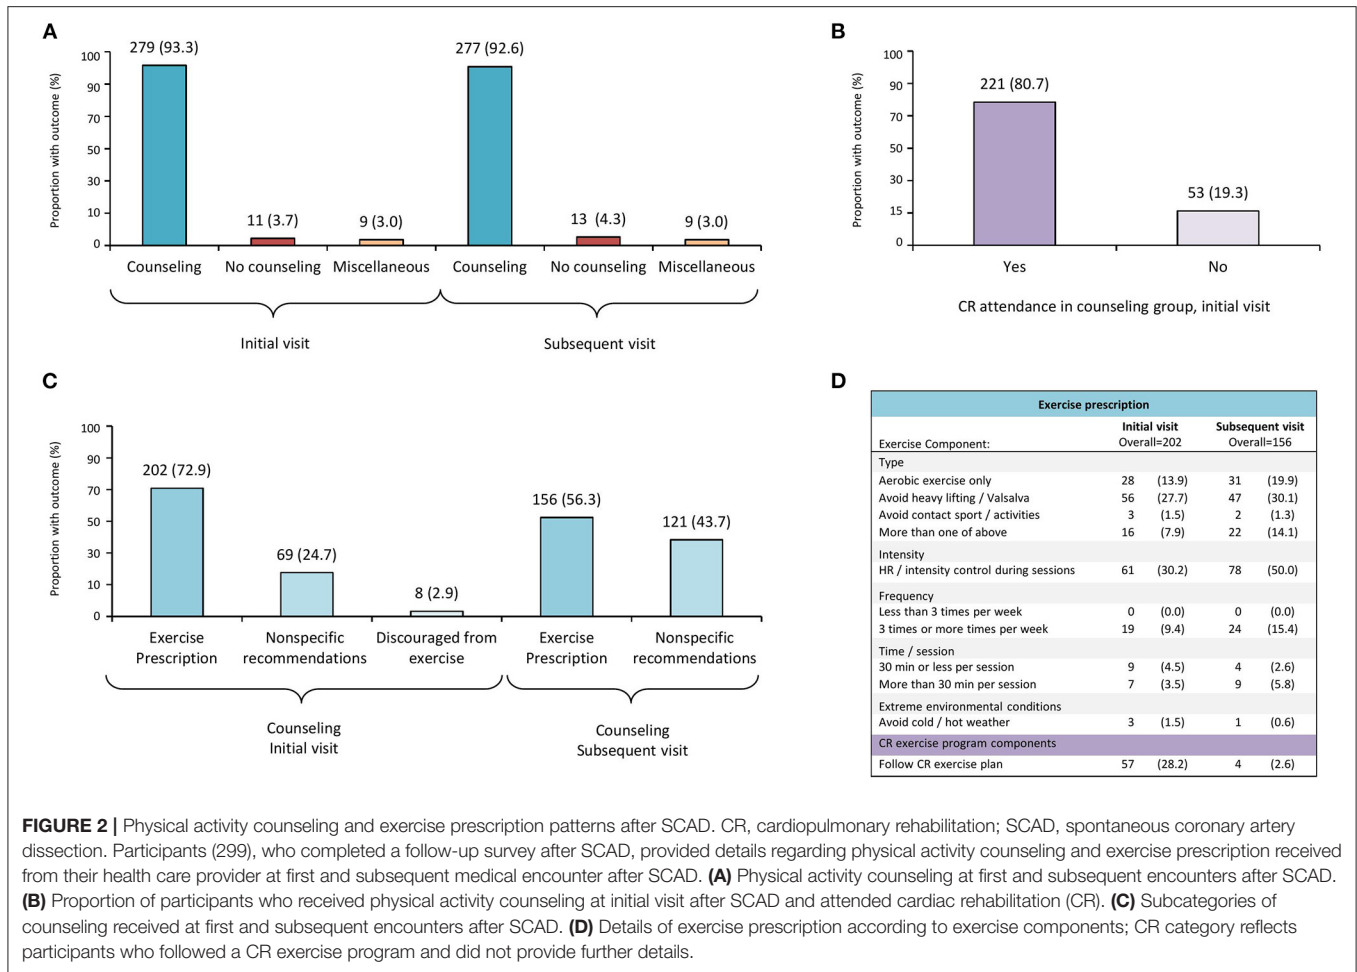 A
Proportion with outcome (%)
100
90
70
50
30
10
0
279 (93.3)
11 (3.7)
9 (3.0)
277 (92.6)
13 (4.3)
9 (3.0)
Counseling No counseling Miscellaneous Counseling No counseling Miscellaneous
Initial visit Subsequent visit
B
Proportion with outcome (%)
100
90
70
50
30
15
0
221 (80.7)
53 (19.3)
Yes No
CR attendance in counseling group, initial visit
C
Proportion with outcome (%)
100
90
70
50
30
10
0
202 (72.9)
69 (24.7)
8 (2.9)
156 (56.3)
121 (43.7)
Exercise Nonspecific Discouraged from Exercise Nonspecific
Prescription recommendations exercise Prescription recommendations
Counseling Counseling
Initial visit Subsequent visit
D
Exercise prescription
Initial visit Subsequent visit
Exercise Component: Overall=202 Overall=156
Type
Aerobic exercise only 28 (13.9) 31 (19.9)
Avoid heavy lifting / Valsalva 56 (27.7) 47 (30.1)
Avoid contact sport / activities 3 (1.5) 2 (1.3)
More than one of above 16 (7.9) 22 (14.1)
Intensity
HR / intensity control during sessions 61 (30.2) 78 (50.0)
Frequency
Less than 3 times per week 0 (0.0) 0 (0.0)
3 times or more times per week 19 (9.4) 24 (15.4)
Time / session
30 min or less per session 9 (4.5) 4 (2.6)
More than 30 min per session 7 (3.5) 9 (5.8)
Extreme environmental conditions
Avoid cold / hot weather 3 (1.5) 1 (0.6)
CR exercise program components
Follow CR exercise plan 57 (28.2) 4 (2.6)
FIGURE 2 | Physical activity counseling and exercise prescription patterns after SCAD. CR, cardiopulmonary rehabilitation; SCAD, spontaneous coronary artery
dissection. Participants (299), who completed a follow-up survey after SCAD, provided details regarding physical activity counseling and exercise prescription received
from their health care provider at first and subsequent medical encounter after SCAD. (A) Physical activity counseling at first and subsequent encounters after SCAD.
(B) Proportion of participants who received physical activity counseling at initial visit after SCAD and attended cardiac rehabilitation (CR). (C) Subcategories of
counseling received at first and subsequent encounters after SCAD. (D) Details of exercise prescription according to exercise components; CR category reflects
participants who followed a CR exercise program and did not provide further details.